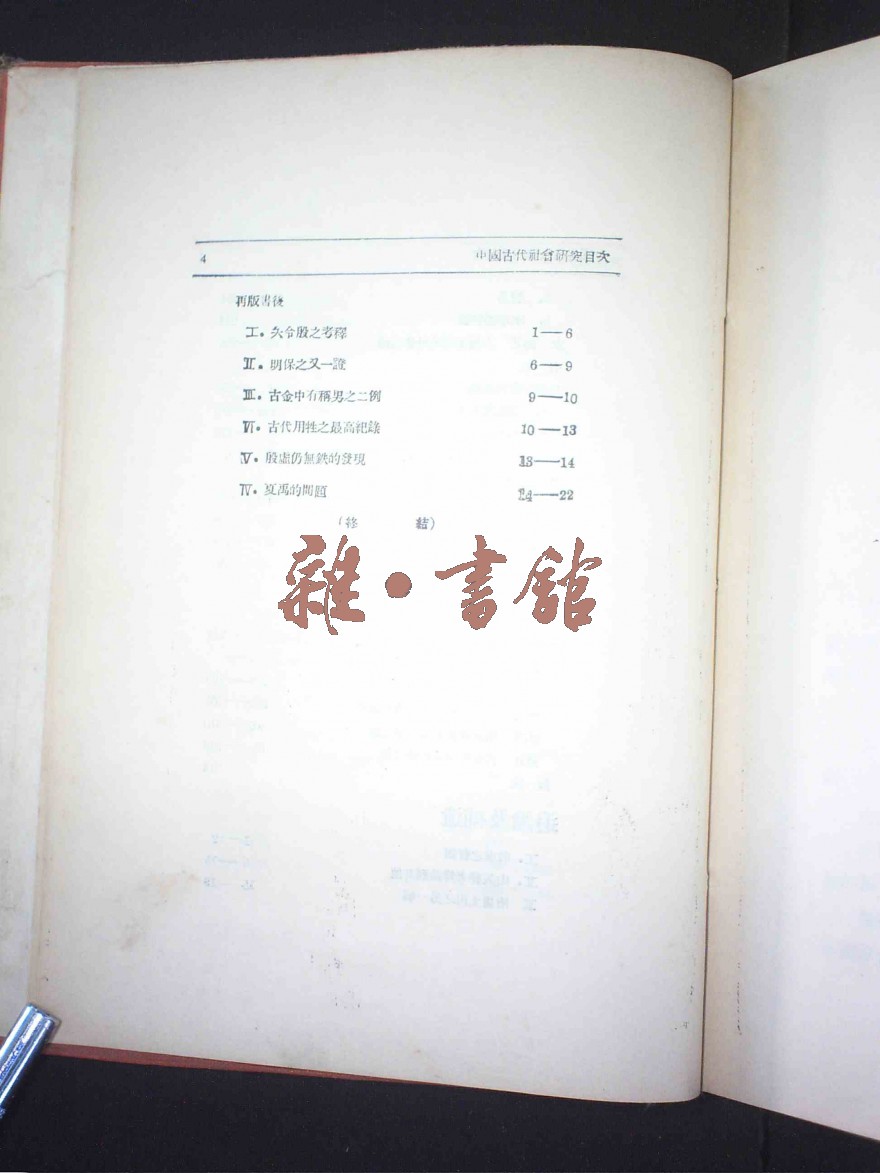 4 中國古代社會研究目次
再版書後
I. 矢令殷之考釋 1——6
II. 明保之又一證 6——9
III. 古金中有稱男之二例 9——10
VI. 古代用牲之最高紀錄 10——13
V. 殷虛仍無鉄的發現 13——14
IV. 夏禹的問題 14——22
(終 結)
雜·書館